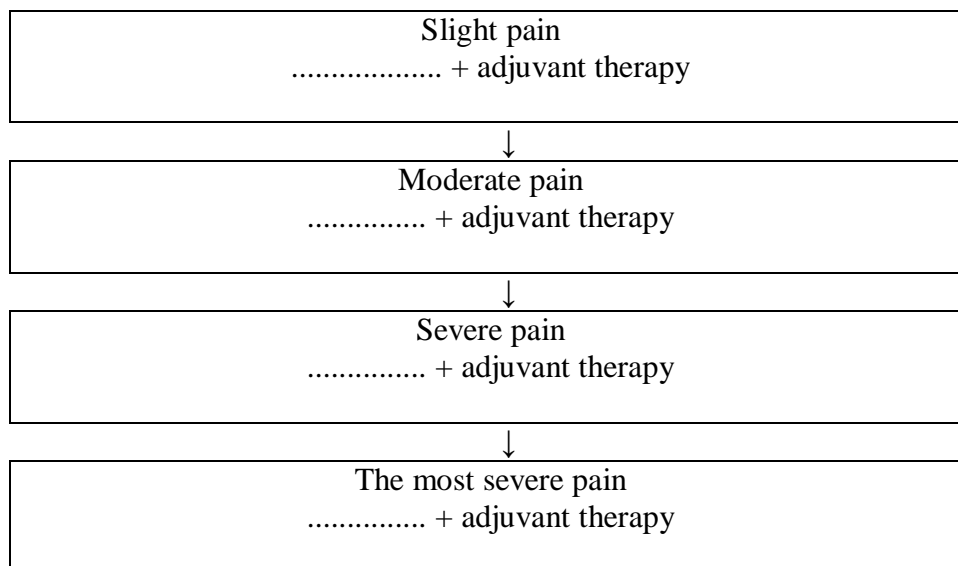 Slight pain
................... + adjuvant therapy
↓
Moderate pain
............... + adjuvant therapy
↓
Severe pain
............... + adjuvant therapy
↓
The most severe pain
............... + adjuvant therapy